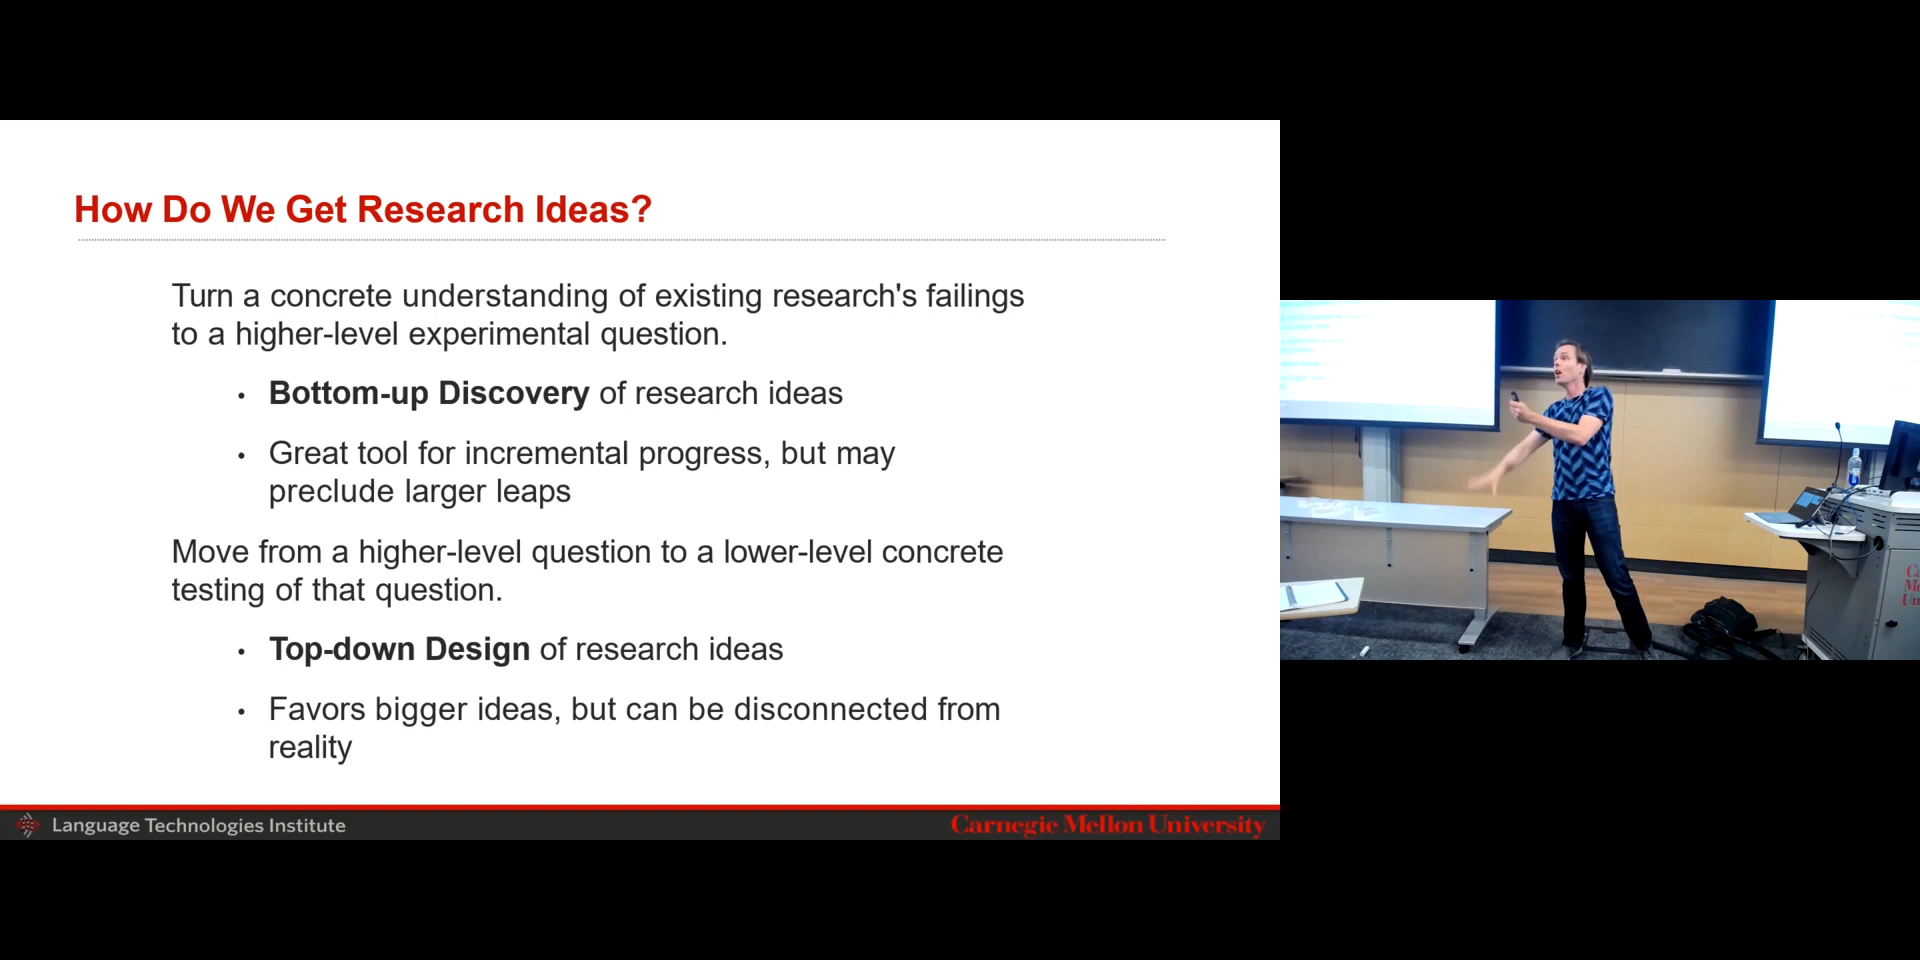 How Do We Get Research Ideas?
Turn a concrete understanding of existing research's failings
to a higher-level experimental question.
• Bottom-up Discovery of research ideas
• Great tool for incremental progress, but may
preclude larger leaps
Move from a higher-level question to a lower-level concrete
testing of that question.
• Top-down Design of research ideas
• Favors bigger ideas, but can be disconnected from
reality
Language Technologies Institute
Carnegie Mellon University